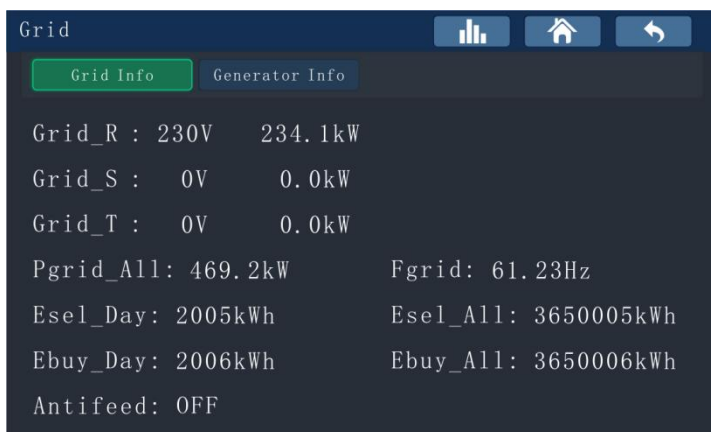 Grid
Grid Info Generator Info
Grid_R : 230V 234.1kW
Grid_S : 0V 0.0kW
Grid_T : 0V 0.0kW
Pgrid_All: 469.2kW Fgrid: 61.23Hz
Esel_Day: 2005kWh Esel_All: 3650005kWh
Ebuy_Day: 2006kWh Ebuy_All: 3650006kWh
Antifeed: OFF